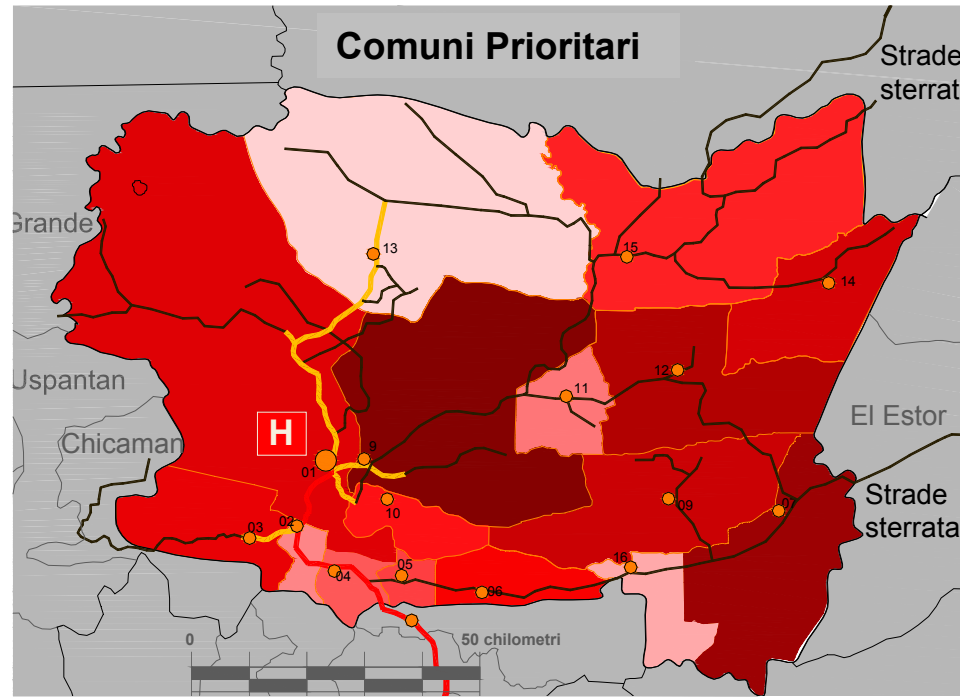 Comuni Prioritari
Strade
sterrat
Grande
13
15
14
Uspantan
12
11
El Estor
Chicaman
H
9
01
10
09
07
Strade
sterrata
02
03
16
04
05
06
0
50 chilometri